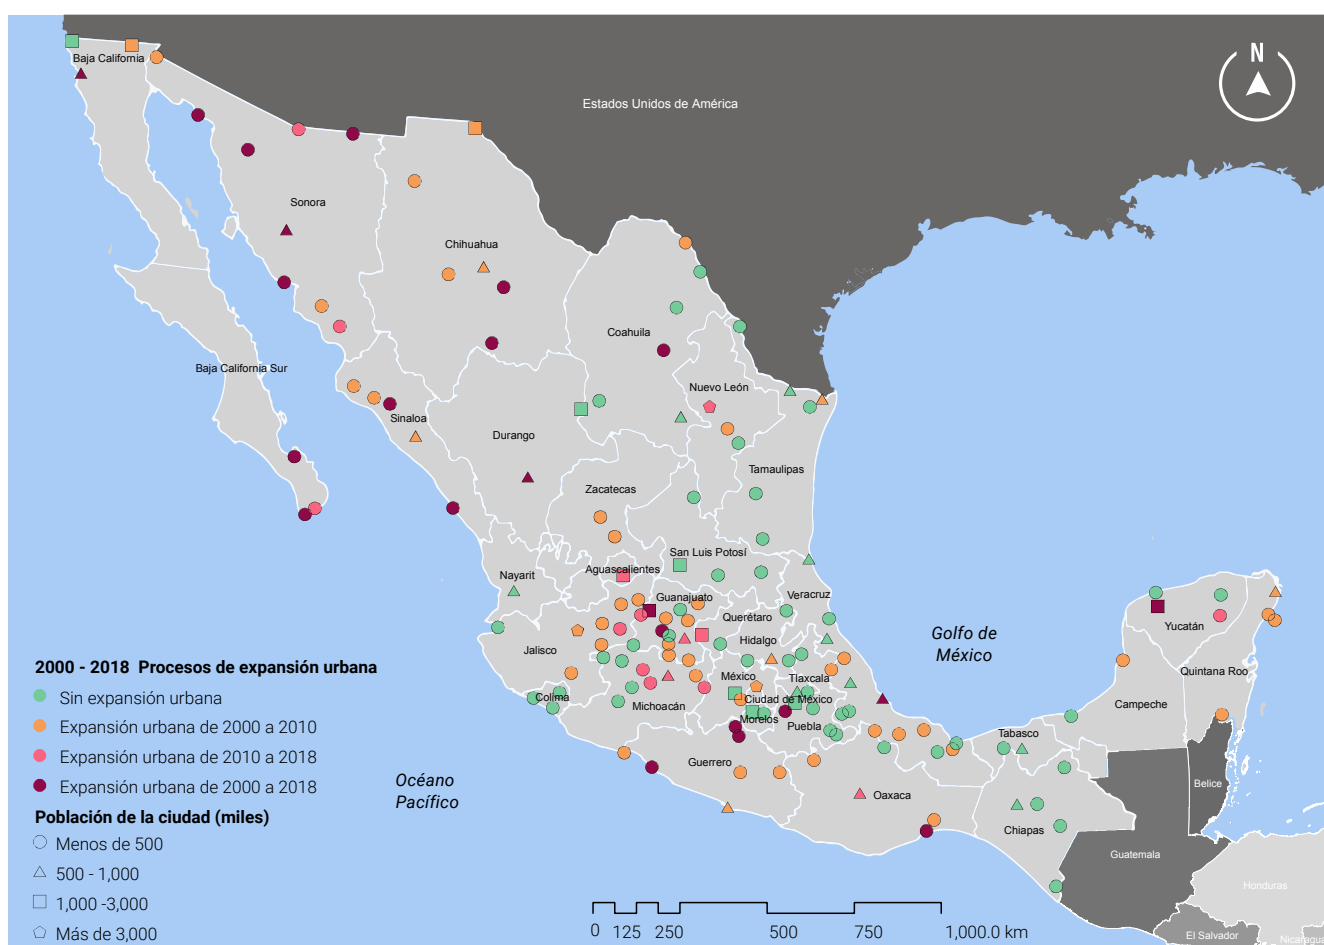 N
Estados Unidos de América
Baja California
Sonora
Chihuahua
Coahuila
Baja California Sur
Nuevo León
Sinaloa
Durango
Tamaulipas
Zacatecas
San Luis Potosí
Aguascalientes
Nayarit
Guanajuato
Veracruz
Querétaro
Hidalgo
Jalisco
Golfo de
México
Yucatán
Quintana Roo
Campeche
México
Tlaxcala
Ciudad de México
Colima
Michoacán
Morelos
Puebla
Tabasco
Guerrero
Oaxaca
Chiapas
Belice
Guatemala
Honduras
El Salvador
Nicaragua
Océano
Pacífico
2000 - 2018 Procesos de expansión urbana
Sin expansión urbana
Expansión urbana de 2000 a 2010
Expansión urbana de 2010 a 2018
Expansión urbana de 2000 a 2018
Población de la ciudad (miles)
Menos de 500
500 - 1,000
1,000 -3,000
Más de 3,000
0 125 250 500 750 1,000.0 km